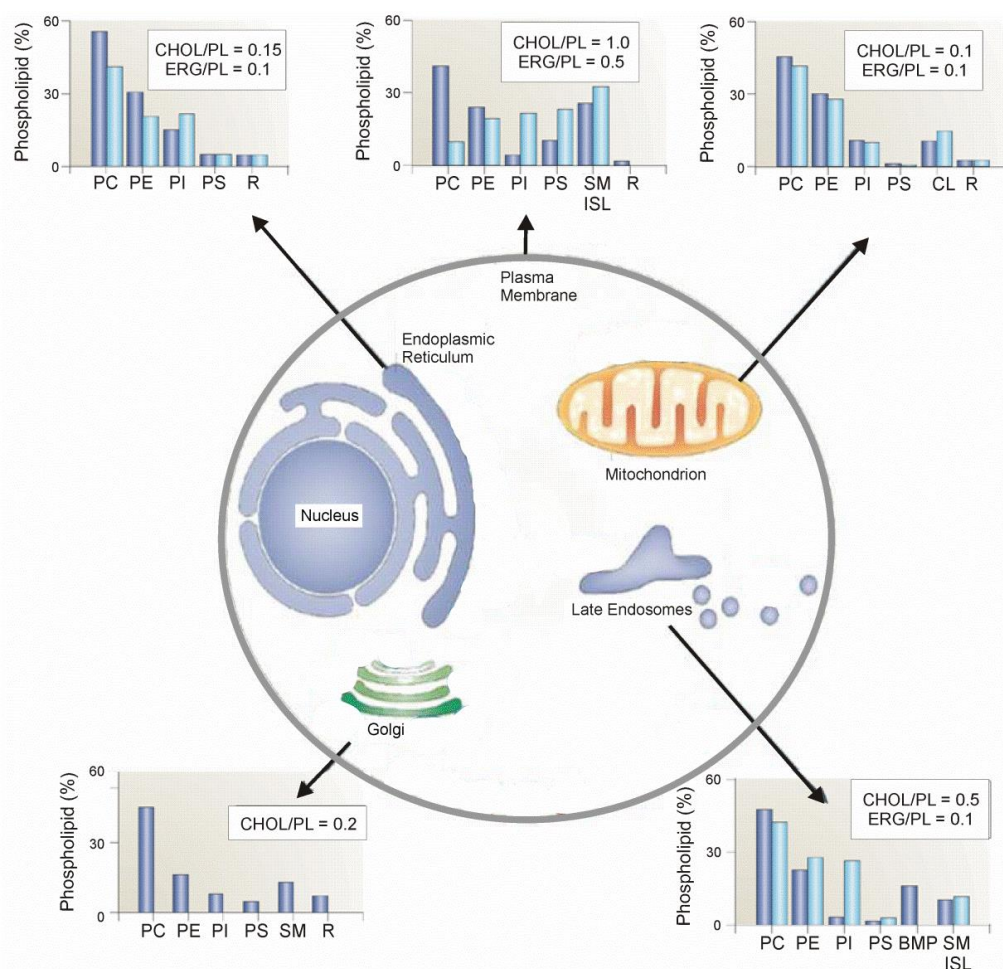 Phospholipid (%)
60
30
0
CHOL/PL = 0.15
ERG/PL = 0.1
PC PE PI PS R
Phospholipid (%)
60
30
0
CHOL/PL = 1.0
ERG/PL = 0.5
PC PE PI PS SM R
ISL
Phospholipid (%)
60
30
0
CHOL/PL = 0.1
ERG/PL = 0.1
PC PE PI PS CL R
Plasma
Membrane
Endoplasmic
Reticulum
Mitochondrion
Nucleus
Late Endosomes
Golgi
Phospholipid (%)
60
30
0
CHOL/PL = 0.2
PC PE PI PS SM R
Phospholipid (%)
60
30
0
CHOL/PL = 0.5
ERG/PL = 0.1
PC PE PI PS BMP SM
ISL